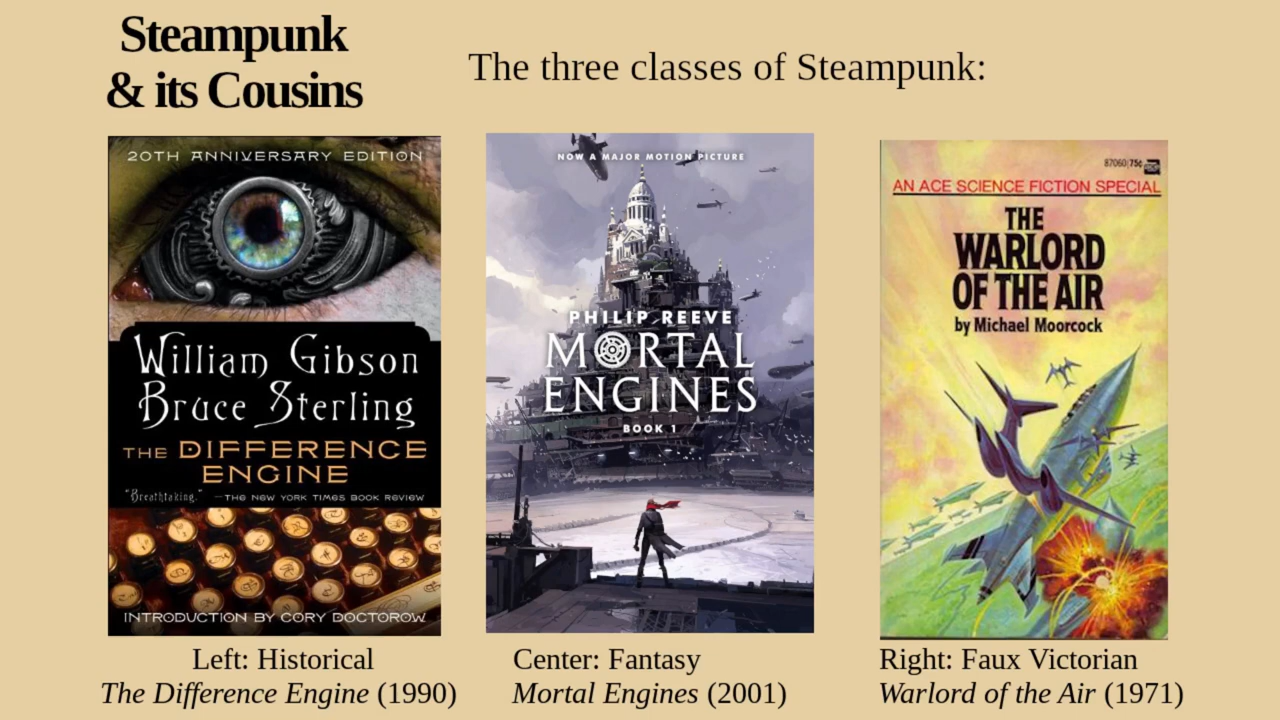 Steampunk
& its Cousins
The three classes of Steampunk:
20TH ANNIVERSARY EDITION
William Gibson
Bruce Sterling
THE DIFFERENCE
ENGINE
"Breathtaking." —THE NEW YORK TIMES BOOK REVIEW
INTRODUCTION BY CORY DOCTOROW
Left: Historical
The Difference Engine (1990)
NOW A MAJOR MOTION PICTURE
PHILIP REEVE
MORTAL
ENGINES
BOOK 1
Center: Fantasy
Mortal Engines (2001)
87060 75¢
AN ACE SCIENCE FICTION SPECIAL
THE
WARLORD
OF THE AIR
by Michael Moorcock
Right: Faux Victorian
Warlord of the Air (1971)